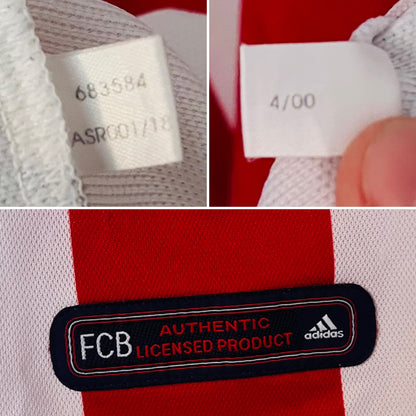 683584
ASR001/18
4/00
FCB
AUTHENTIC
LICENSED PRODUCT
adidas